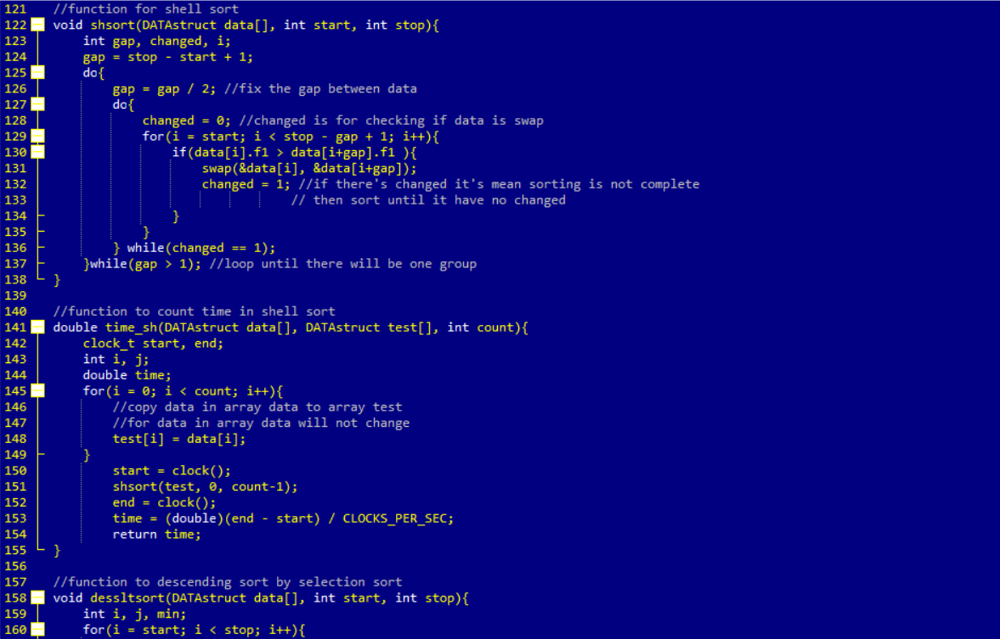 121 //function for shell sort
122 void shsort(DATAstruct data[], int start, int stop){
123 int gap, changed, i;
124 gap = stop - start + 1;
125 do{
126 gap = gap / 2; //fix the gap between data
127 do{
128 changed = 0; //changed is for checking if data is swap
129 for(i = start; i < stop - gap + 1; i++){
130 if(data[i].f1 > data[i+gap].f1 ){
131 swap(&data[i], &data[i+gap]);
132 changed = 1; //if there's changed it's mean sorting is not complete
133 // then sort until it have no changed
134 }
135 }
136 } while(changed == 1);
137 }while(gap > 1); //loop until there will be one group
138 }
139
140 //function to count time in shell sort
141 double time_sh(DATAstruct data[], DATAstruct test[], int count){
142 clock_t start, end;
143 int i, j;
144 double time;
145 for(i = 0; i < count; i++){
146 //copy data in array data to array test
147 //for data in array data will not change
148 test[i] = data[i];
149 }
150 start = clock();
151 shsort(test, 0, count-1);
152 end = clock();
153 time = (double)(end - start) / CLOCKS_PER_SEC;
154 return time;
155 }
156
157 //function to descending sort by selection sort
158 void dessltsort(DATAstruct data[], int start, int stop){
159 int i, j, min;
160 for(i = start; i < stop; i++){